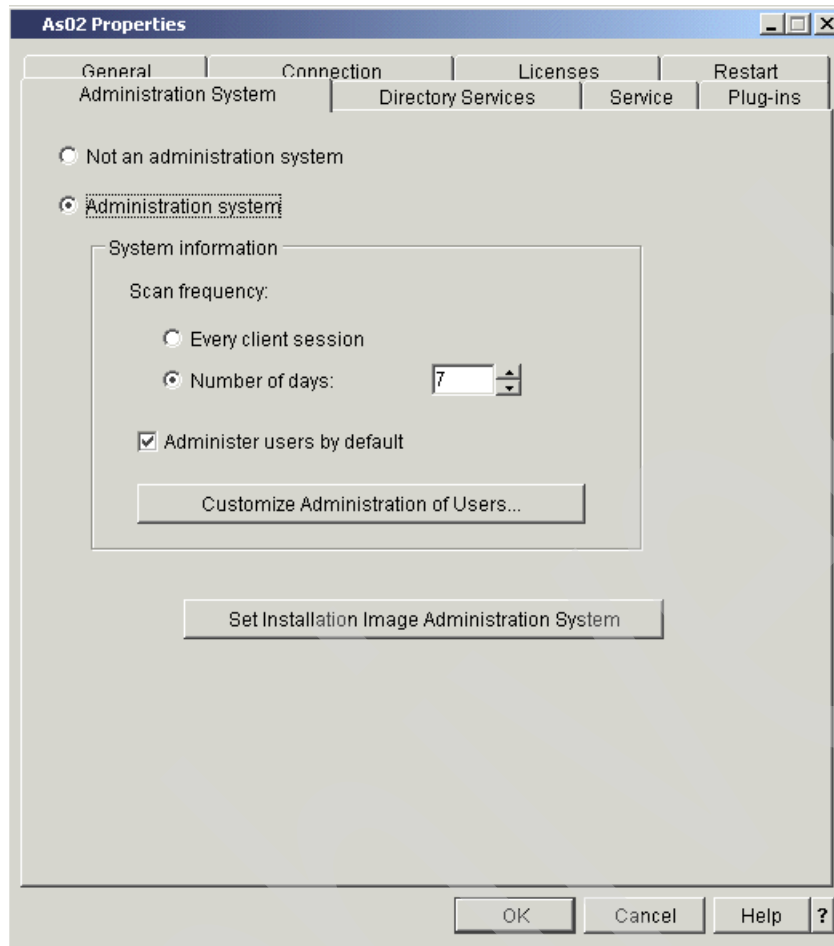 As02 Properties
General Connection Licenses Restart
Administration System Directory Services Service Plug-ins
Not an administration system
Administration system
System information
Scan frequency:
Every client session
Number of days: 7
Administer users by default
Customize Administration of Users...
Set Installation Image Administration System
OK Cancel Help ?